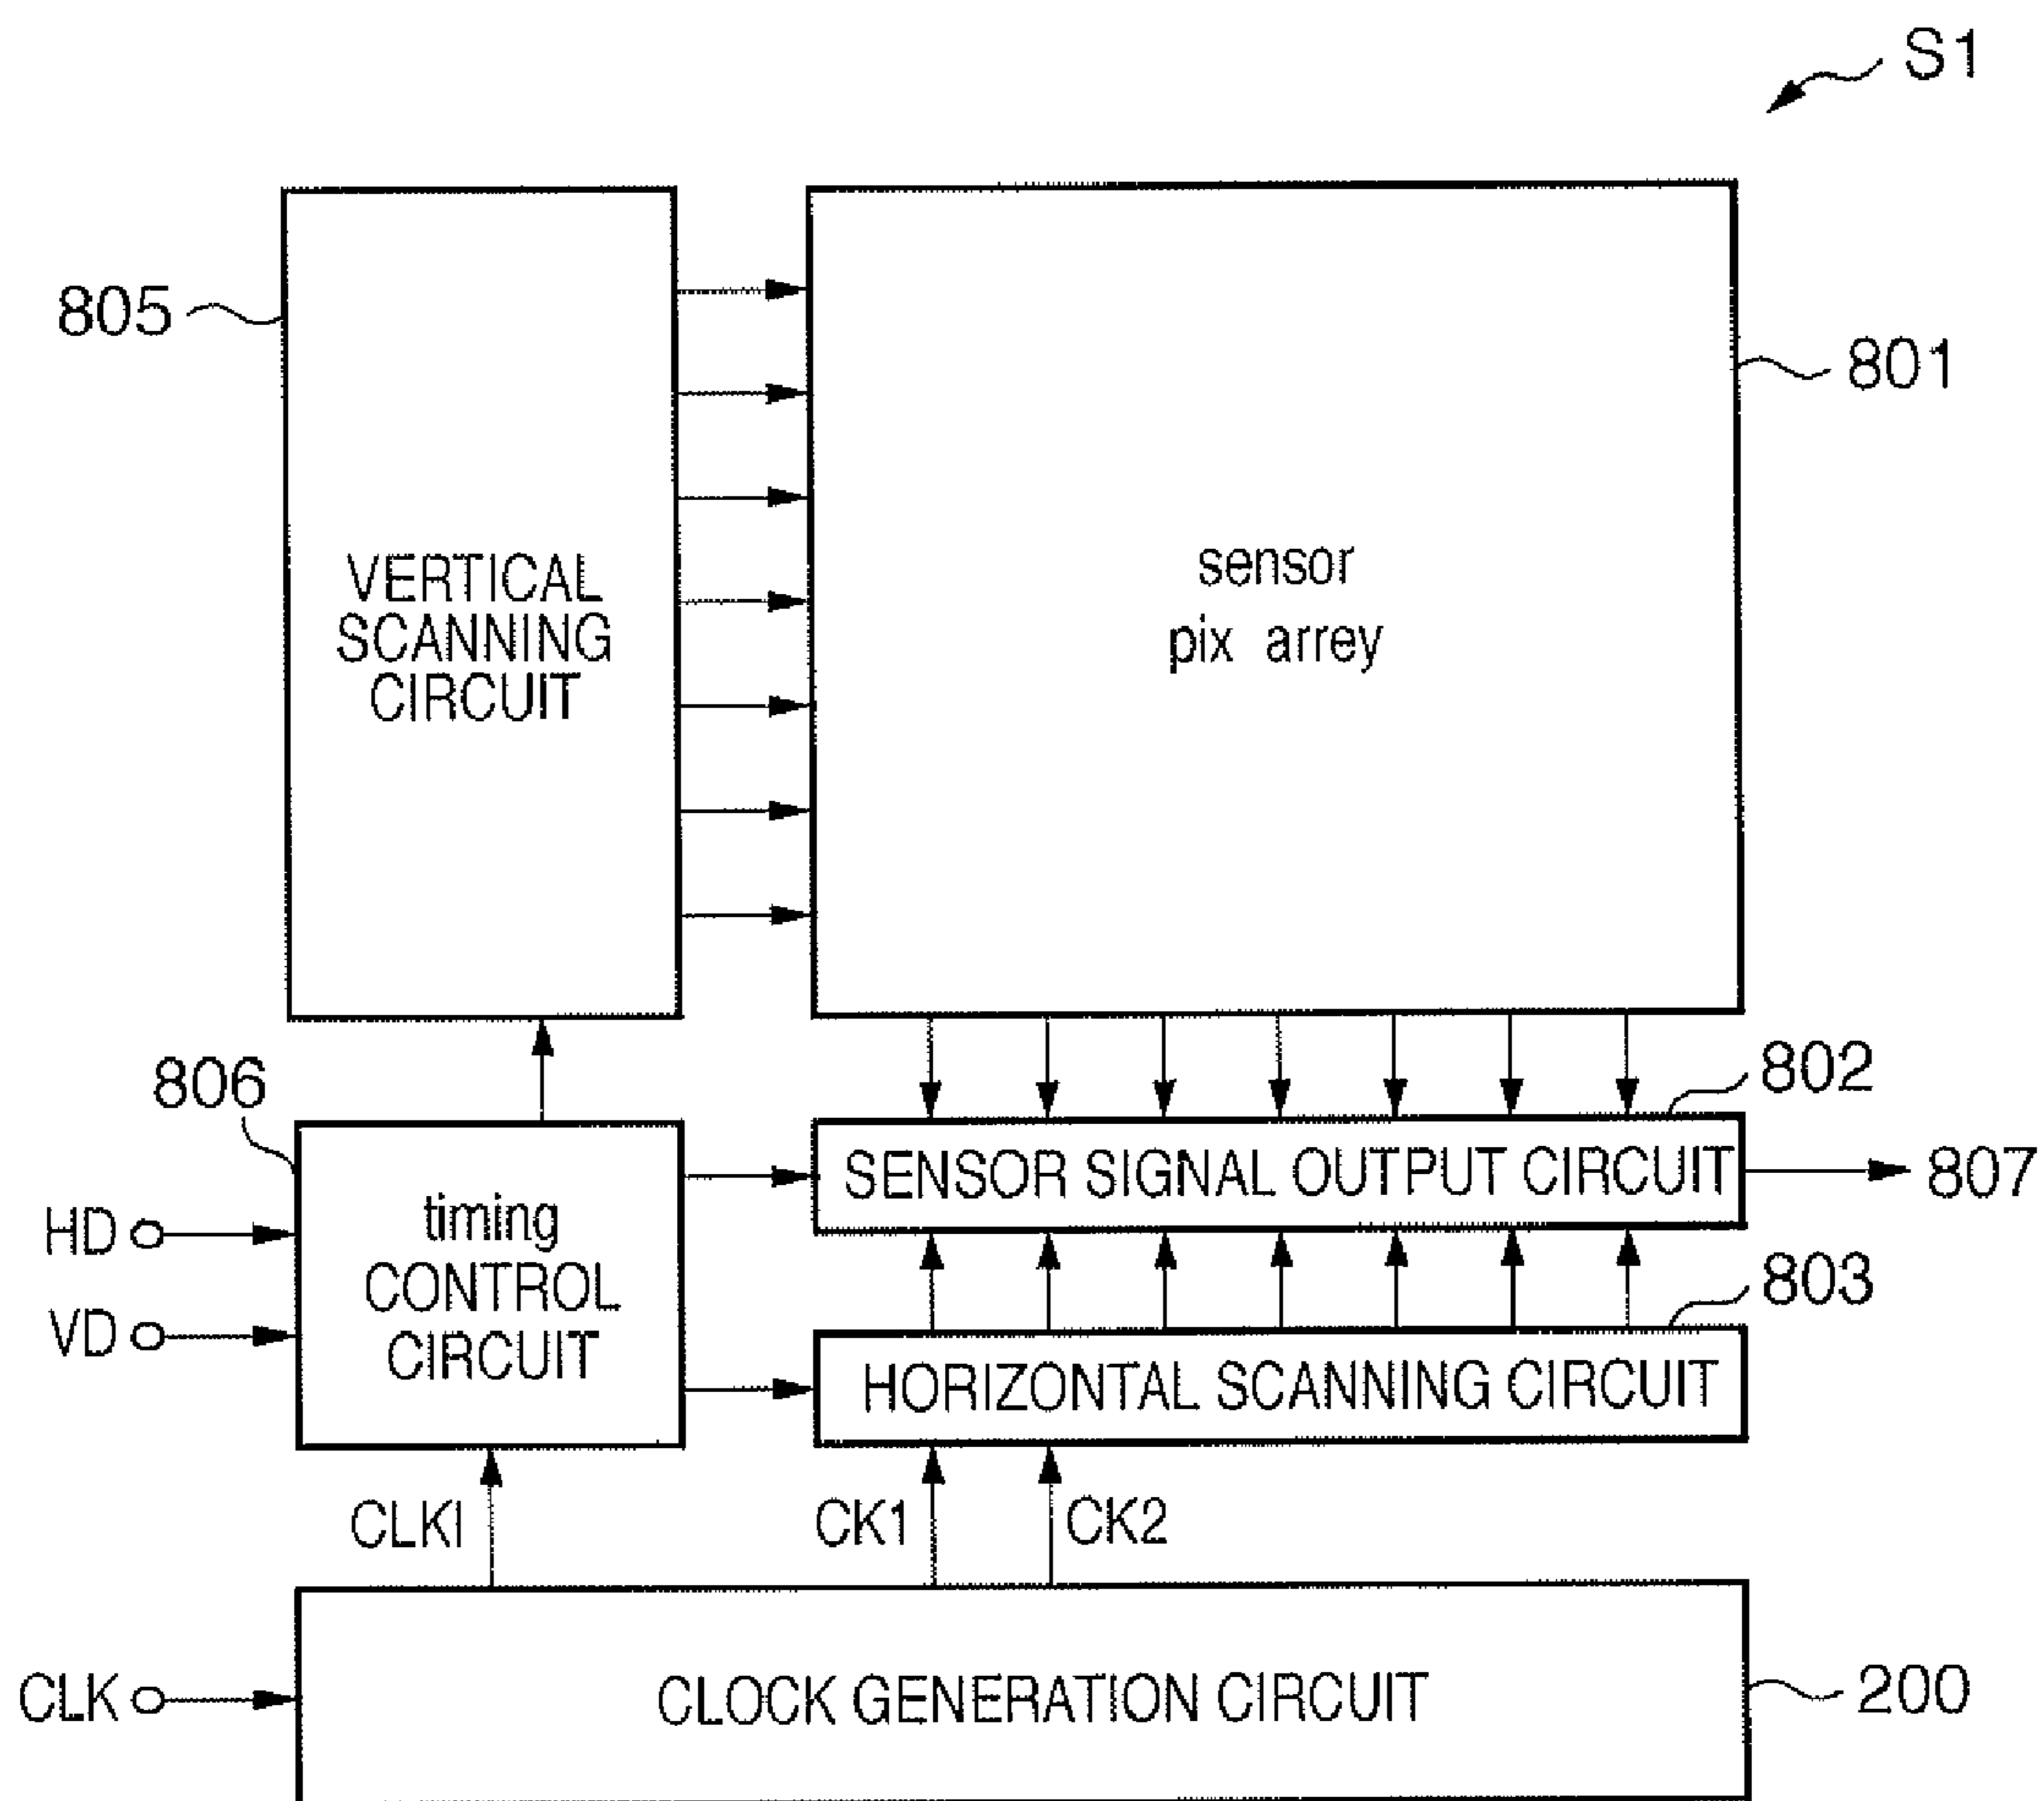 S1
805
801
VERTICAL
SCANNING
CIRCUIT
sensor
pix arrey
806
802
SENSOR SIGNAL OUTPUT CIRCUIT
807
HD
VD
timing
CONTROL
CIRCUIT
803
HORIZONTAL SCANNING CIRCUIT
CLK1
CK1
CK2
CLK
CLOCK GENERATION CIRCUIT
200